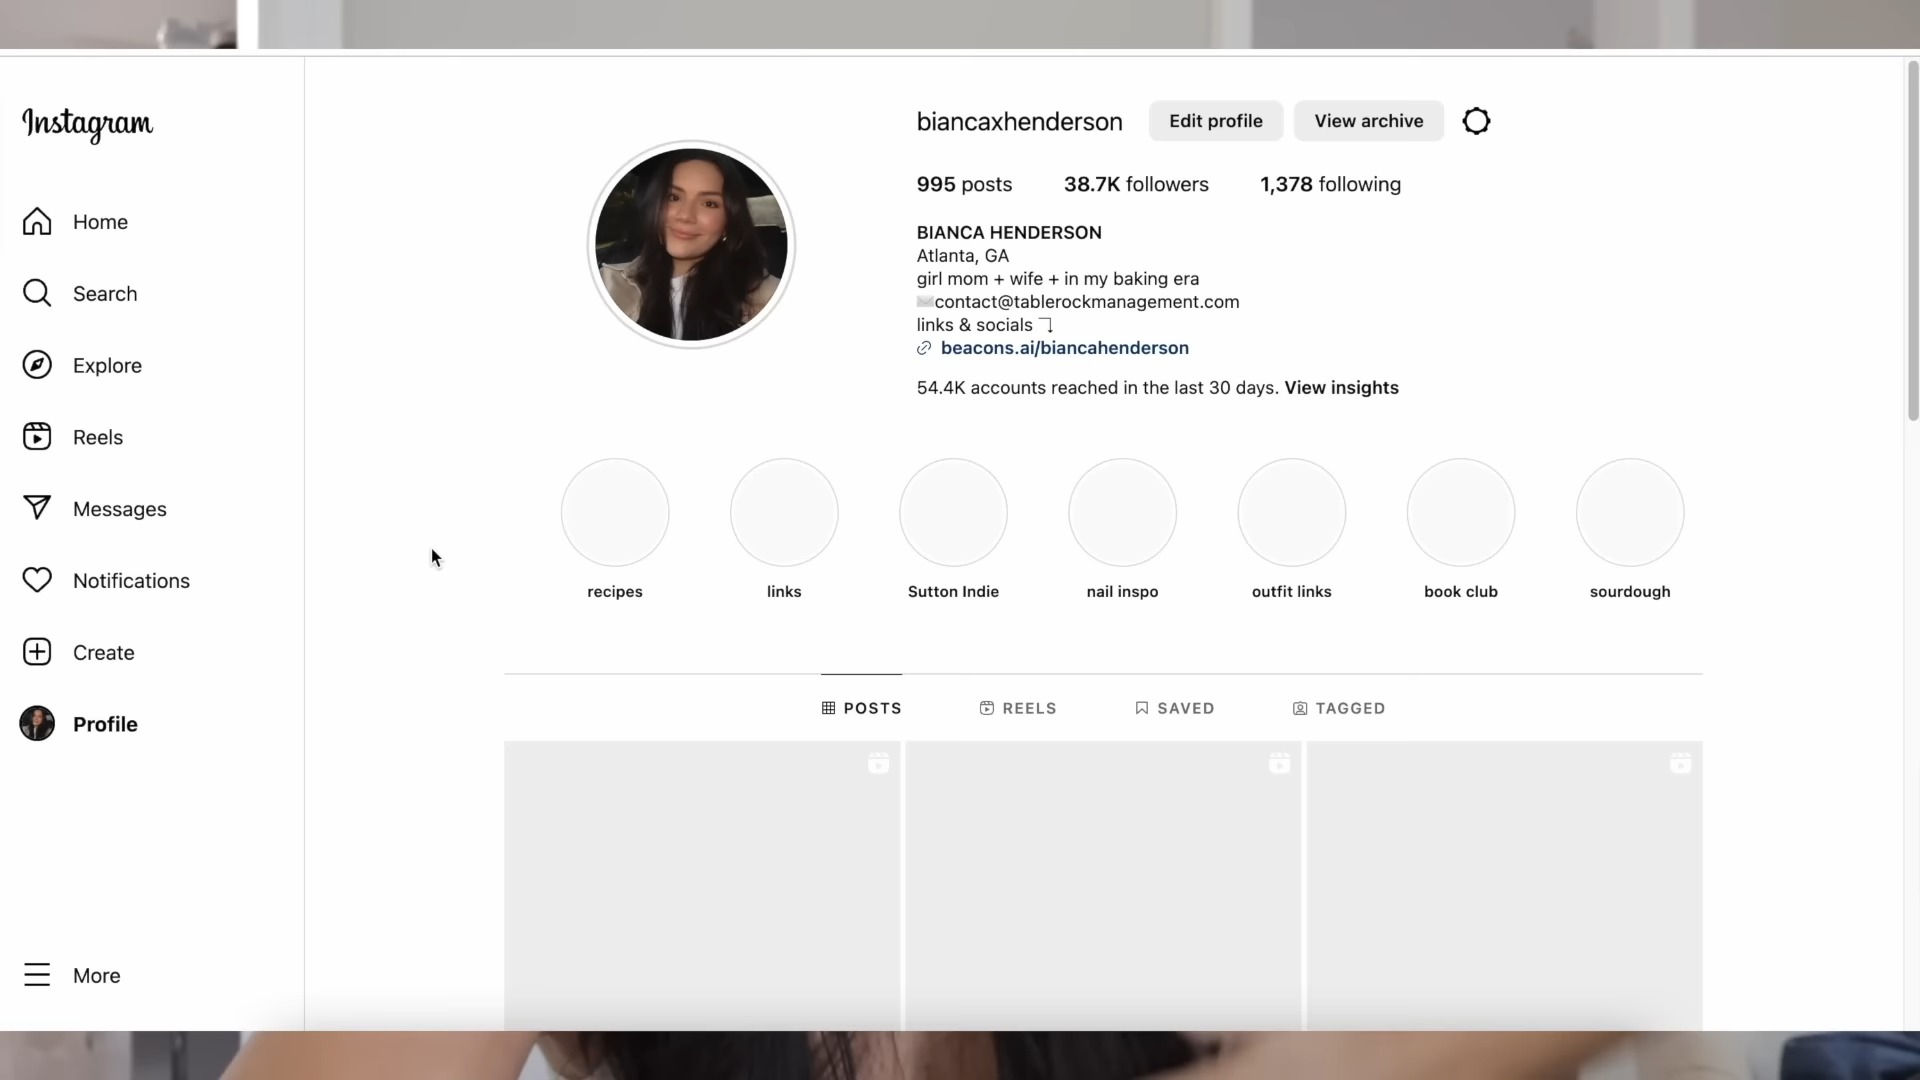 Instagram
Home
Search
Explore
Reels
Messages
Notifications
Create
Profile
More
biancaxhenderson Edit profile View archive
995 posts 38.7K followers 1,378 following
BIANCA HENDERSON
Atlanta, GA
girl mom + wife + in my baking era
contact@tablerockmanagement.com
links & socials
beacons.ai/biancahenderson
54.4K accounts reached in the last 30 days. View insights
recipes links Sutton Indie nail inspo outfit links book club sourdough
POSTS REELS SAVED TAGGED